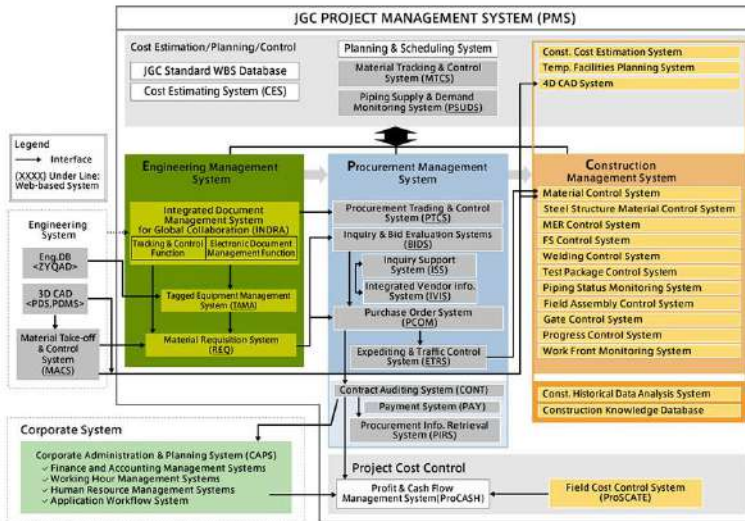 JGC PROJECT MANAGEMENT SYSTEM (PMS)
Cost Estimation/Planning/Control
JGC Standard WBS Database
Cost Estimating System (CES)
Planning & Scheduling System
Material Tracking & Control
System (MTCS)
Piping Supply & Demand
Monitoring System (PSUDS)
Const. Cost Estimation System
Temp. Facilities Planning System
4D CAD System
Legend
Interface
(XXXX) Under Line:
Web-based System
Engineering
System
Eng.DB
<ZYQAD>
3D CAD
<PDS,PDMS>
Material Take-off
& Control
System
(MACS)
Engineering Management
System
Integrated Document
Management System
for Global Collaboration (INDRA)
Tracking & Control
Function
Electronic Document
Management Function
Tagged Equipment Management
System (TAMA)
Material Requisition System
(REQ)
Procurement Management
System
Procurement Trading & Control
System (PTCS)
Inquiry & Bid Evaluation Systems
(BIDS)
Inquiry Support
System (ISS)
Integrated Vendor Info.
System (IVIS)
Purchase Order System
(PCOM)
Expediting & Traffic Control
System (ETRS)
Contract Auditing System (CONT)
Payment System (PAY)
Procurement Info. Retrieval
System (PIRS)
Construction
Management System
Material Control System
Steel Structure Material Control System
MER Control System
FS Control System
Welding Control System
Test Package Control System
Piping Status Monitoring System
Field Assembly Control System
Gate Control System
Progress Control System
Work Front Monitoring System
Const. Historical Data Analysis System
Construction Knowledge Database
Corporate System
Corporate Administration & Planning System (CAPS)
✓ Finance and Accounting Management Systems
✓ Working Hour Management Systems
✓ Human Resource Management Systems
✓ Application Workflow System
Project Cost Control
Profit & Cash Flow
Management System(ProCASH)
Field Cost Control System
(ProSCATE)